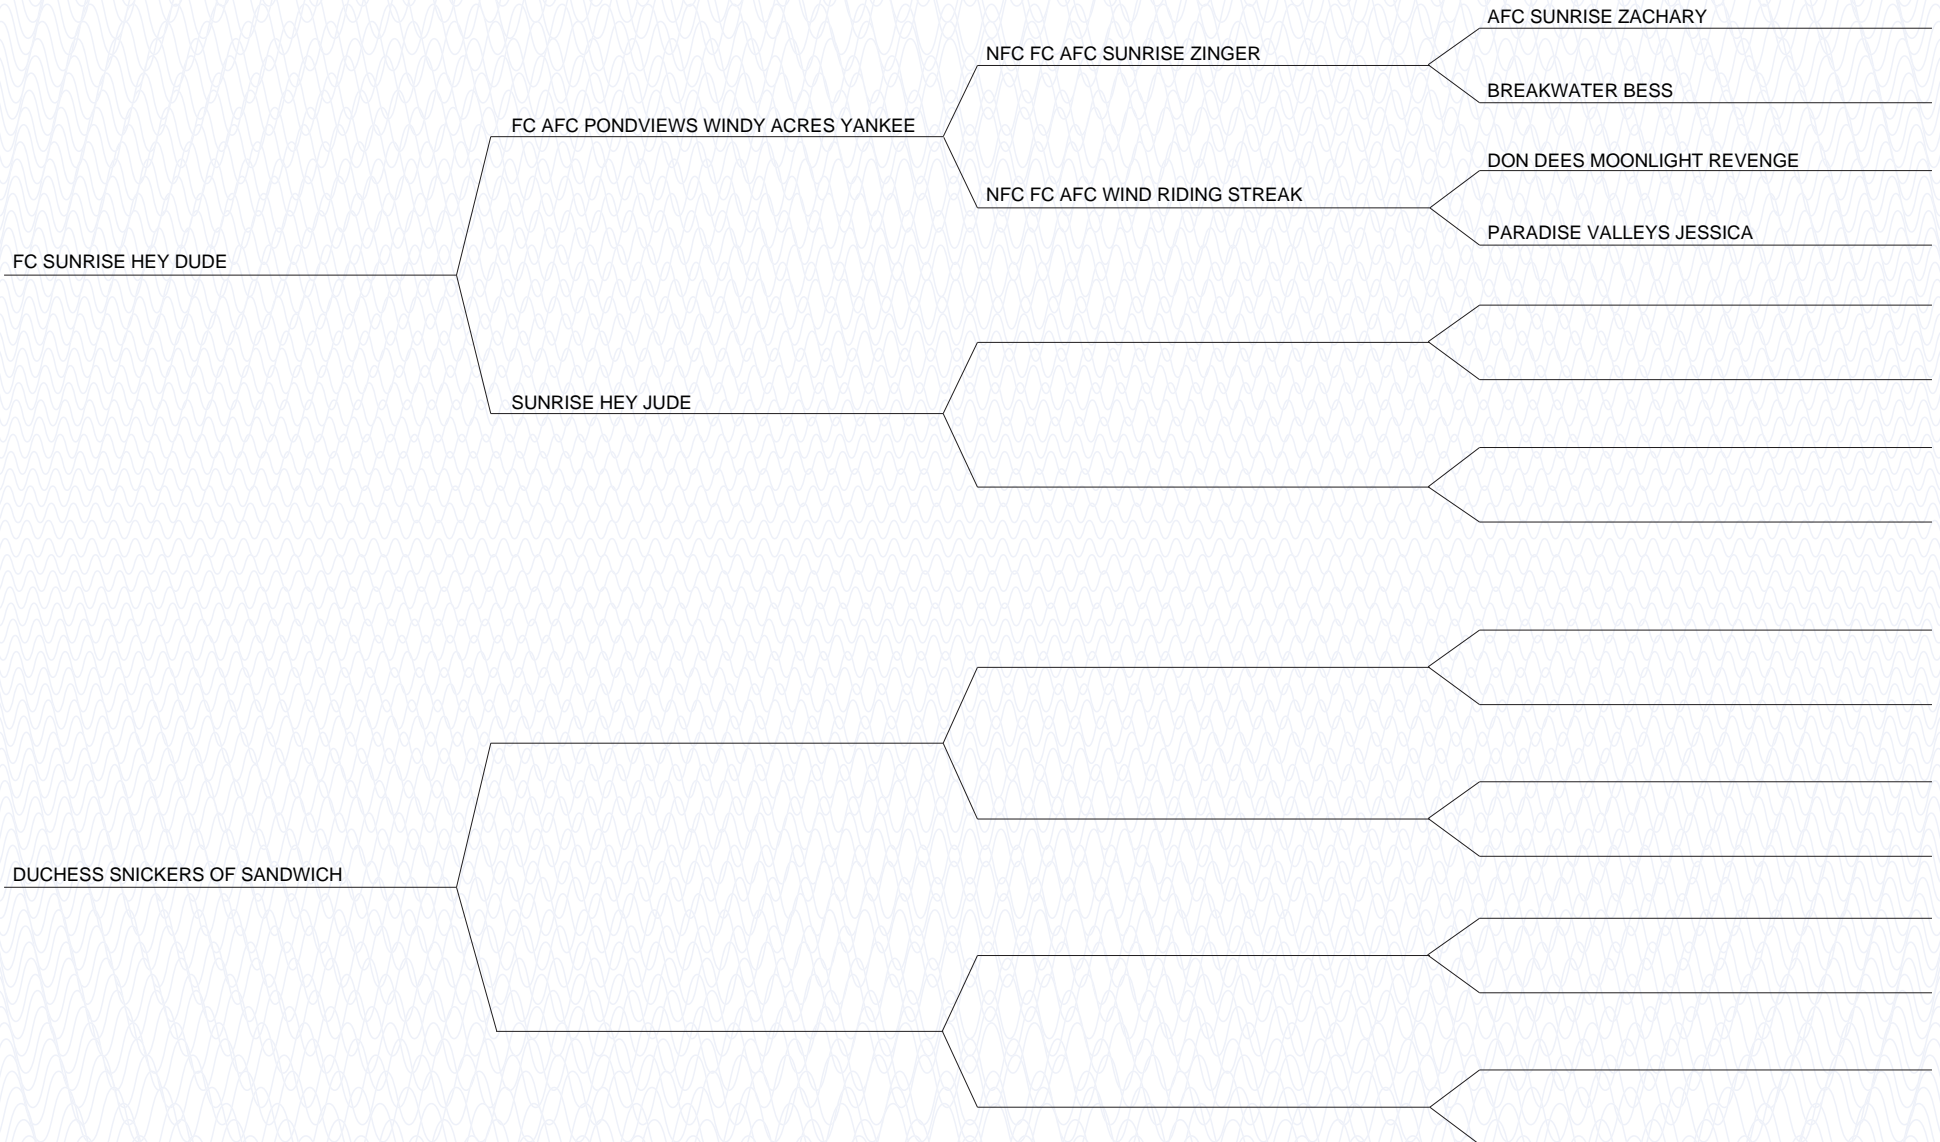 AFC SUNRISE ZACHARY
NFC FC AFC SUNRISE ZINGER
BREAKWATER BESS
FC AFC PONDVIEWS WINDY ACRES YANKEE
DON DEES MOONLIGHT REVENGE
NFC FC AFC WIND RIDING STREAK
PARADISE VALLEYS JESSICA
FC SUNRISE HEY DUDE
SUNRISE HEY JUDE
DUCHESS SNICKERS OF SANDWICH